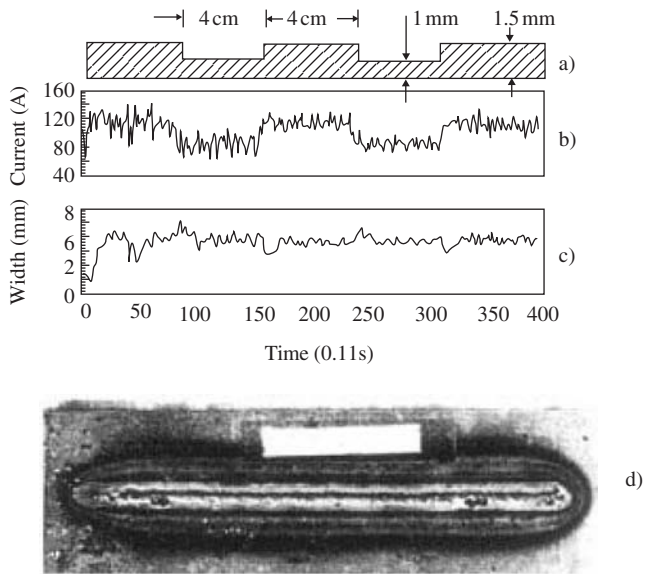 4 cm 4 cm 1 mm 1.5 mm
a)
Current (A)
160
120
80
40
b)
Width (mm)
8
6
2
0
c)
0 50 100 150 200 250 300 350 400
Time (0.11s)
d)